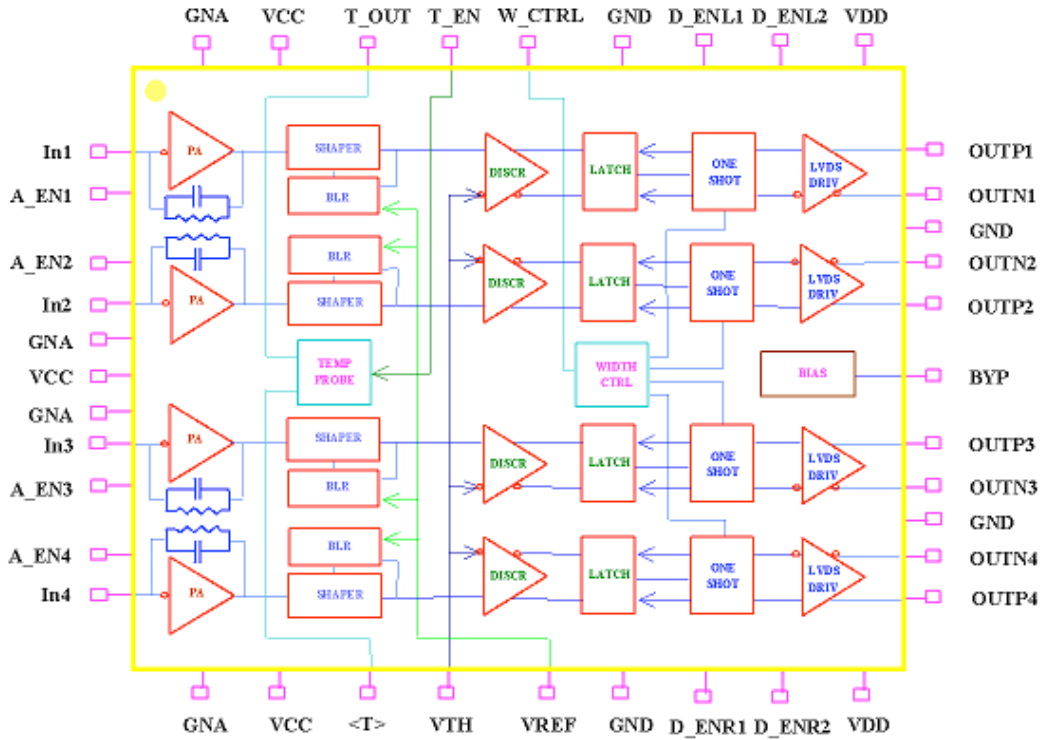 GNA VCC T_OUT T_EN W_CTRL GND D_ENL1 D_ENL2 VDD
In1 PA SHAPER DISCR LATCH ONE SHOT LVDS DRIV OUTP1
A_EN1 BLR OUTN1
GND
A_EN2 BLR OUTN2
In2 PA SHAPER DISCR LATCH ONE SHOT LVDS DRIV OUTP2
GNA
VCC TEMP PROBE WIDTH CTRL BIAS BYP
GNA
In3 PA SHAPER DISCR LATCH ONE SHOT LVDS DRIV OUTP3
A_EN3 BLR OUTN3
GND
A_EN4 BLR OUTN4
In4 PA SHAPER DISCR LATCH ONE SHOT LVDS DRIV OUTP4
GNA VCC <T> VTH VREF GND D_ENR1 D_ENR2 VDD